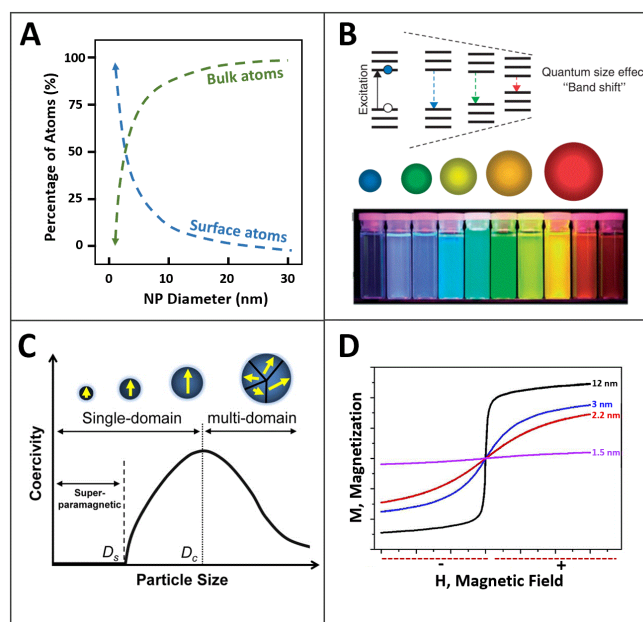 A
100
75
50
25
0
Percentage of Atoms (%)
Bulk atoms
Surface atoms
0
10
20
30
NP Diameter (nm)
B
Excitation
Quantum size effec
"Band shift"
C
Single-domain
multi-domain
Super-
paramagnetic
Coercivity
Ds
Dc
Particle Size
D
12 nm
3 nm
2.2 nm
1.5 nm
M, Magnetization
-
+
H, Magnetic Field